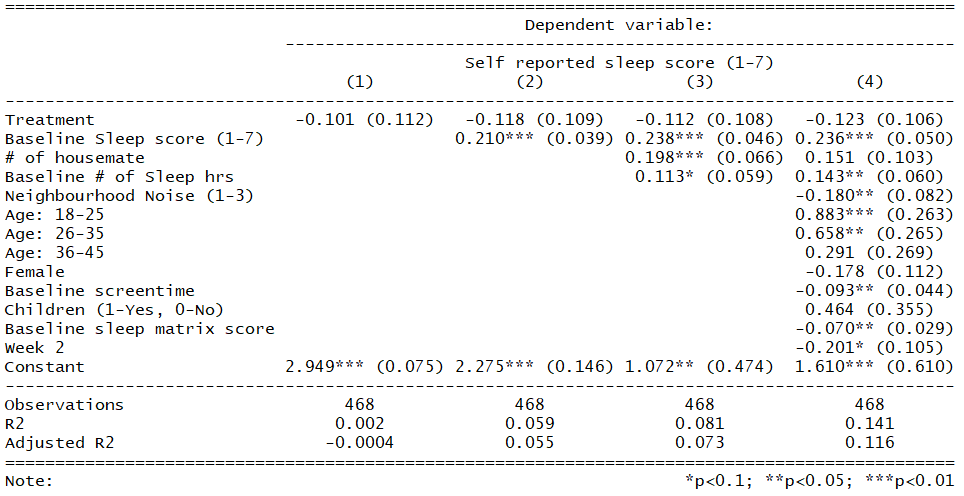 Dependent variable:
Self reported sleep score (1-7)
(1) (2) (3) (4)
Treatment -0.101 (0.112) -0.118 (0.109) -0.112 (0.108) -0.123 (0.106)
Baseline Sleep score (1-7) 0.210*** (0.039) 0.238*** (0.046) 0.236*** (0.050)
# of housemate 0.198*** (0.066) 0.151 (0.103)
Baseline # of Sleep hrs 0.113* (0.059) 0.143** (0.060)
Neighbourhood Noise (1-3) -0.180** (0.082)
Age: 18-25 0.883*** (0.263)
Age: 26-35 0.658** (0.265)
Age: 36-45 0.291 (0.269)
Female -0.178 (0.112)
Baseline screentime -0.093** (0.044)
Children (1-Yes, 0-No) 0.464 (0.355)
Baseline sleep matrix score -0.070** (0.029)
Week 2 -0.201* (0.105)
Constant 2.949*** (0.075) 2.275*** (0.146) 1.072** (0.474) 1.610*** (0.610)
Observations 468 468 468 468
R2 0.002 0.059 0.081 0.141
Adjusted R2 -0.0004 0.055 0.073 0.116
Note: *p<0.1; **p<0.05; ***p<0.01